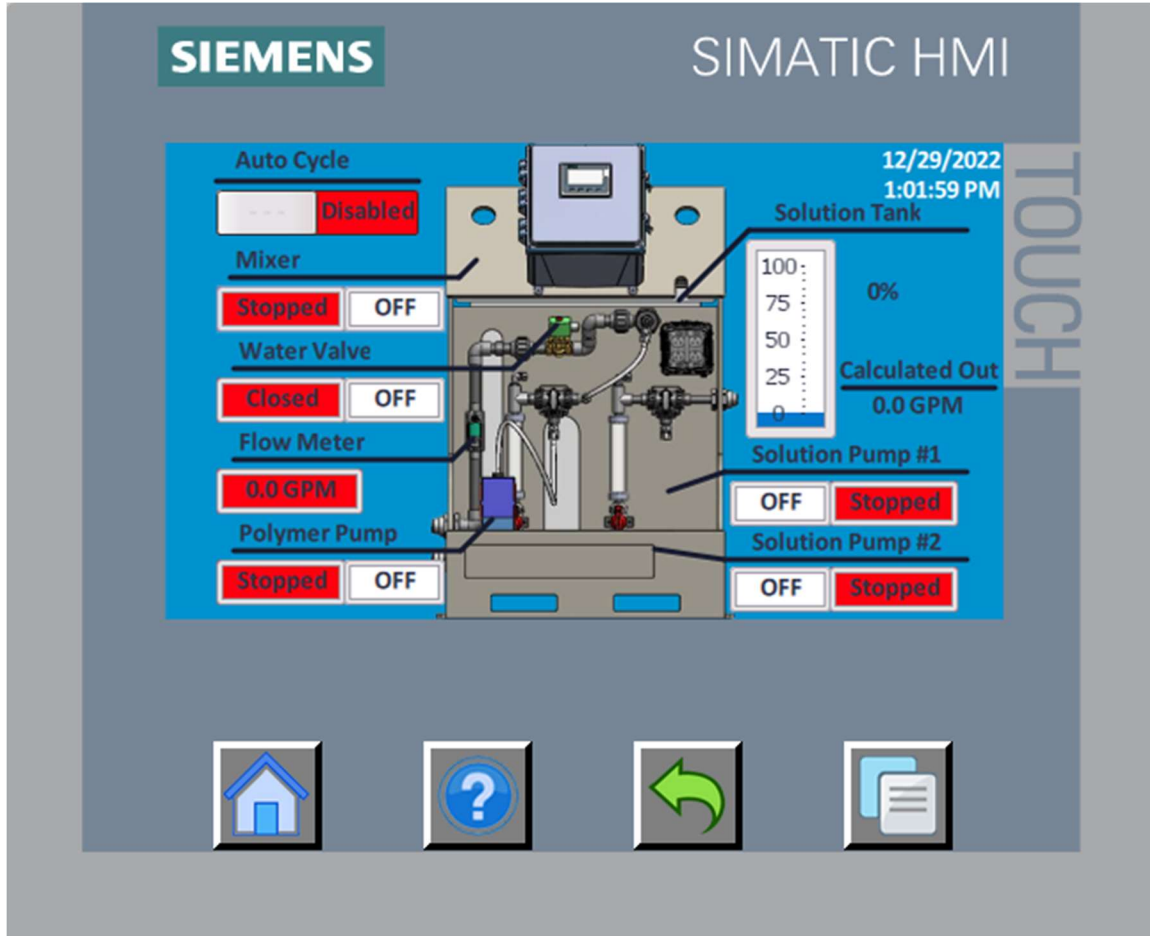 SIEMENS
SIMATIC HMI
TOUCH
12/29/2022
1:01:59 PM
Auto Cycle
--- Disabled
Mixer
Stopped OFF
Water Valve
Closed OFF
Flow Meter
0.0 GPM
Polymer Pump
Stopped OFF
Solution Tank
100
75
50
25
0
0%
Calculated Out
0.0 GPM
Solution Pump #1
OFF Stopped
Solution Pump #2
OFF Stopped